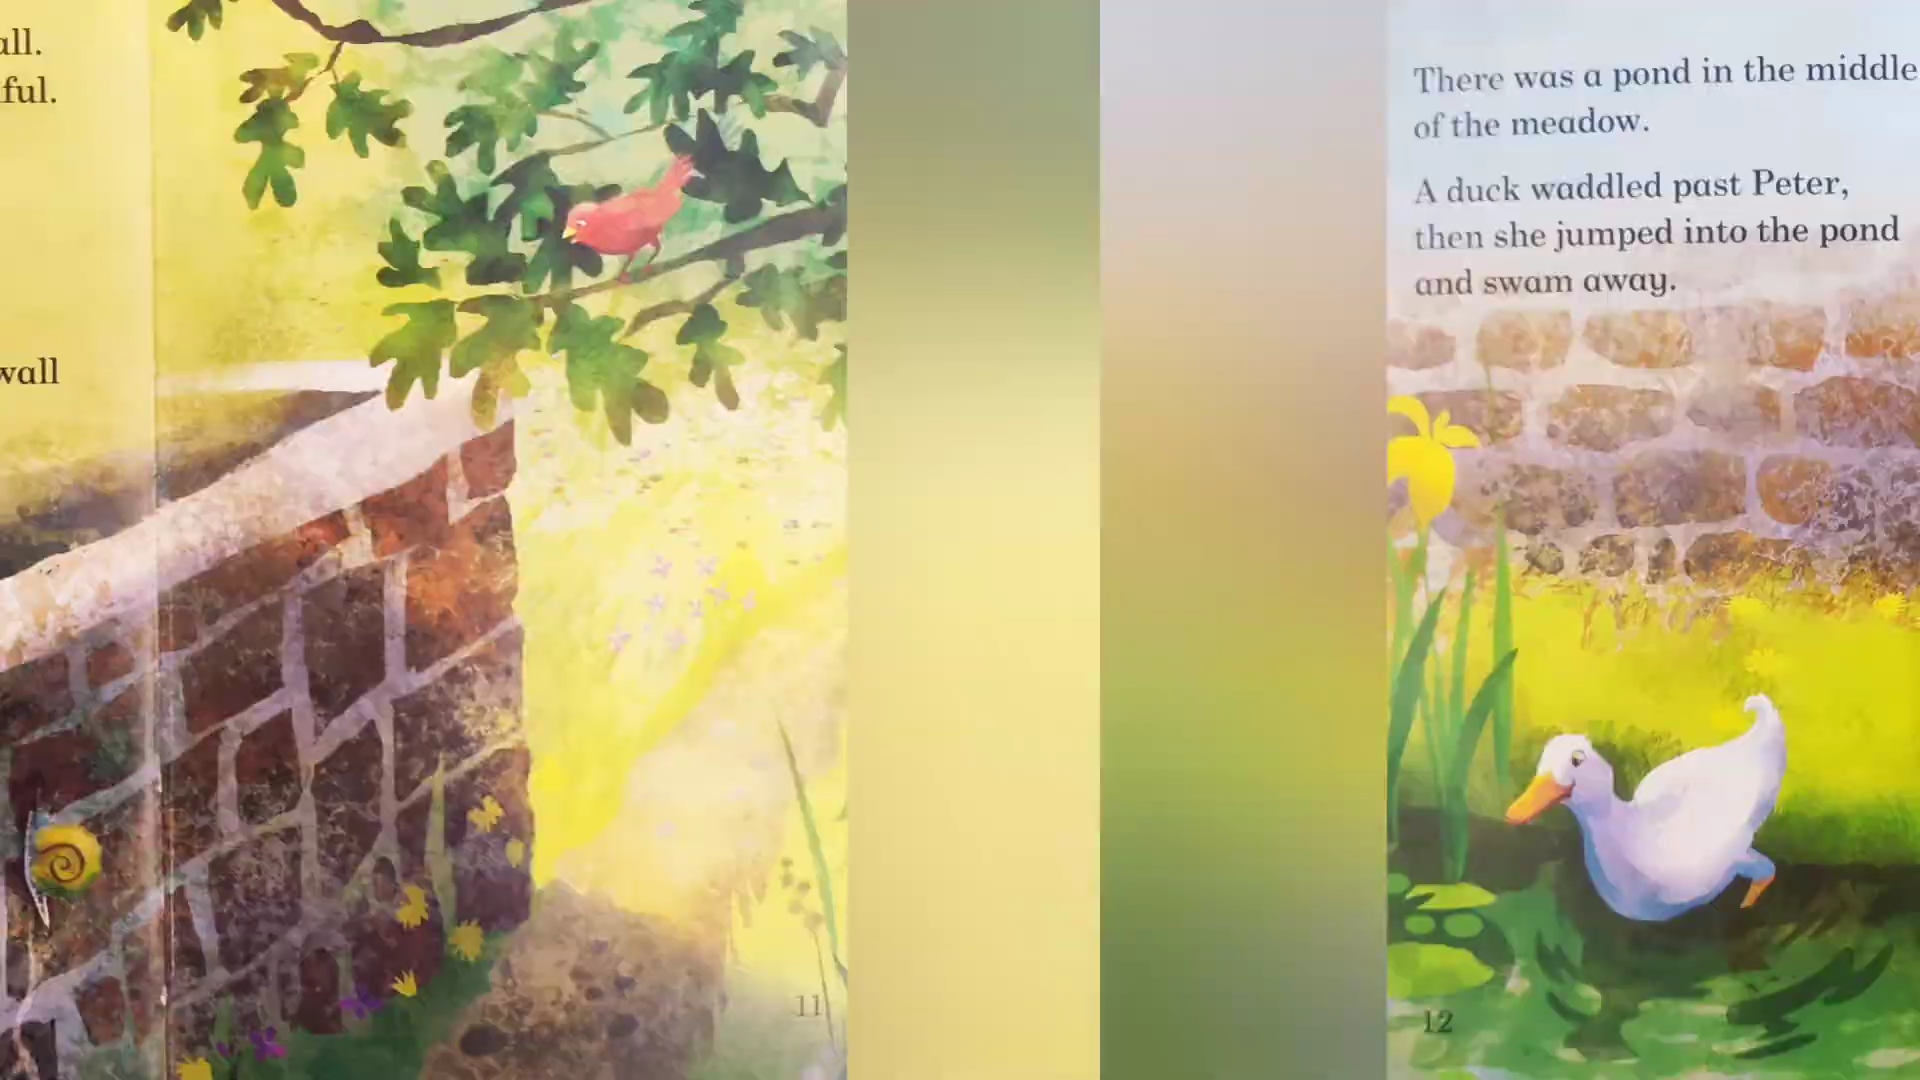 all.
ful.
wall
11
There was a pond in the middle
of the meadow.
A duck waddled past Peter,
then she jumped into the pond
and swam away.
12